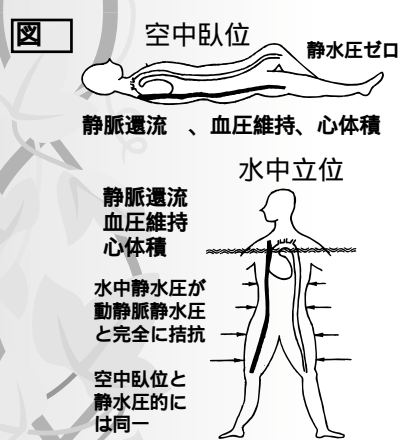 図
空中臥位
静水圧ゼロ
静脈還流 、血圧維持、心体積
水中立位
静脈還流
血圧維持
心体積
水中静水圧が
動静脈静水圧
と完全に拮抗
空中臥位と
静水圧的に
は同一